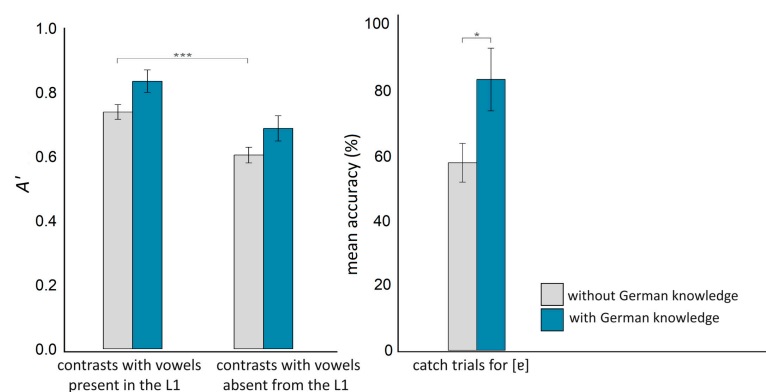 1.0
0.8
0.6
0.4
0.2
0.0
A'
***
contrasts with vowels
present in the L1
contrasts with vowels
absent from the L1
100
80
60
40
20
0
mean accuracy (%)
*
catch trials for [ɐ]
without German knowledge
with German knowledge